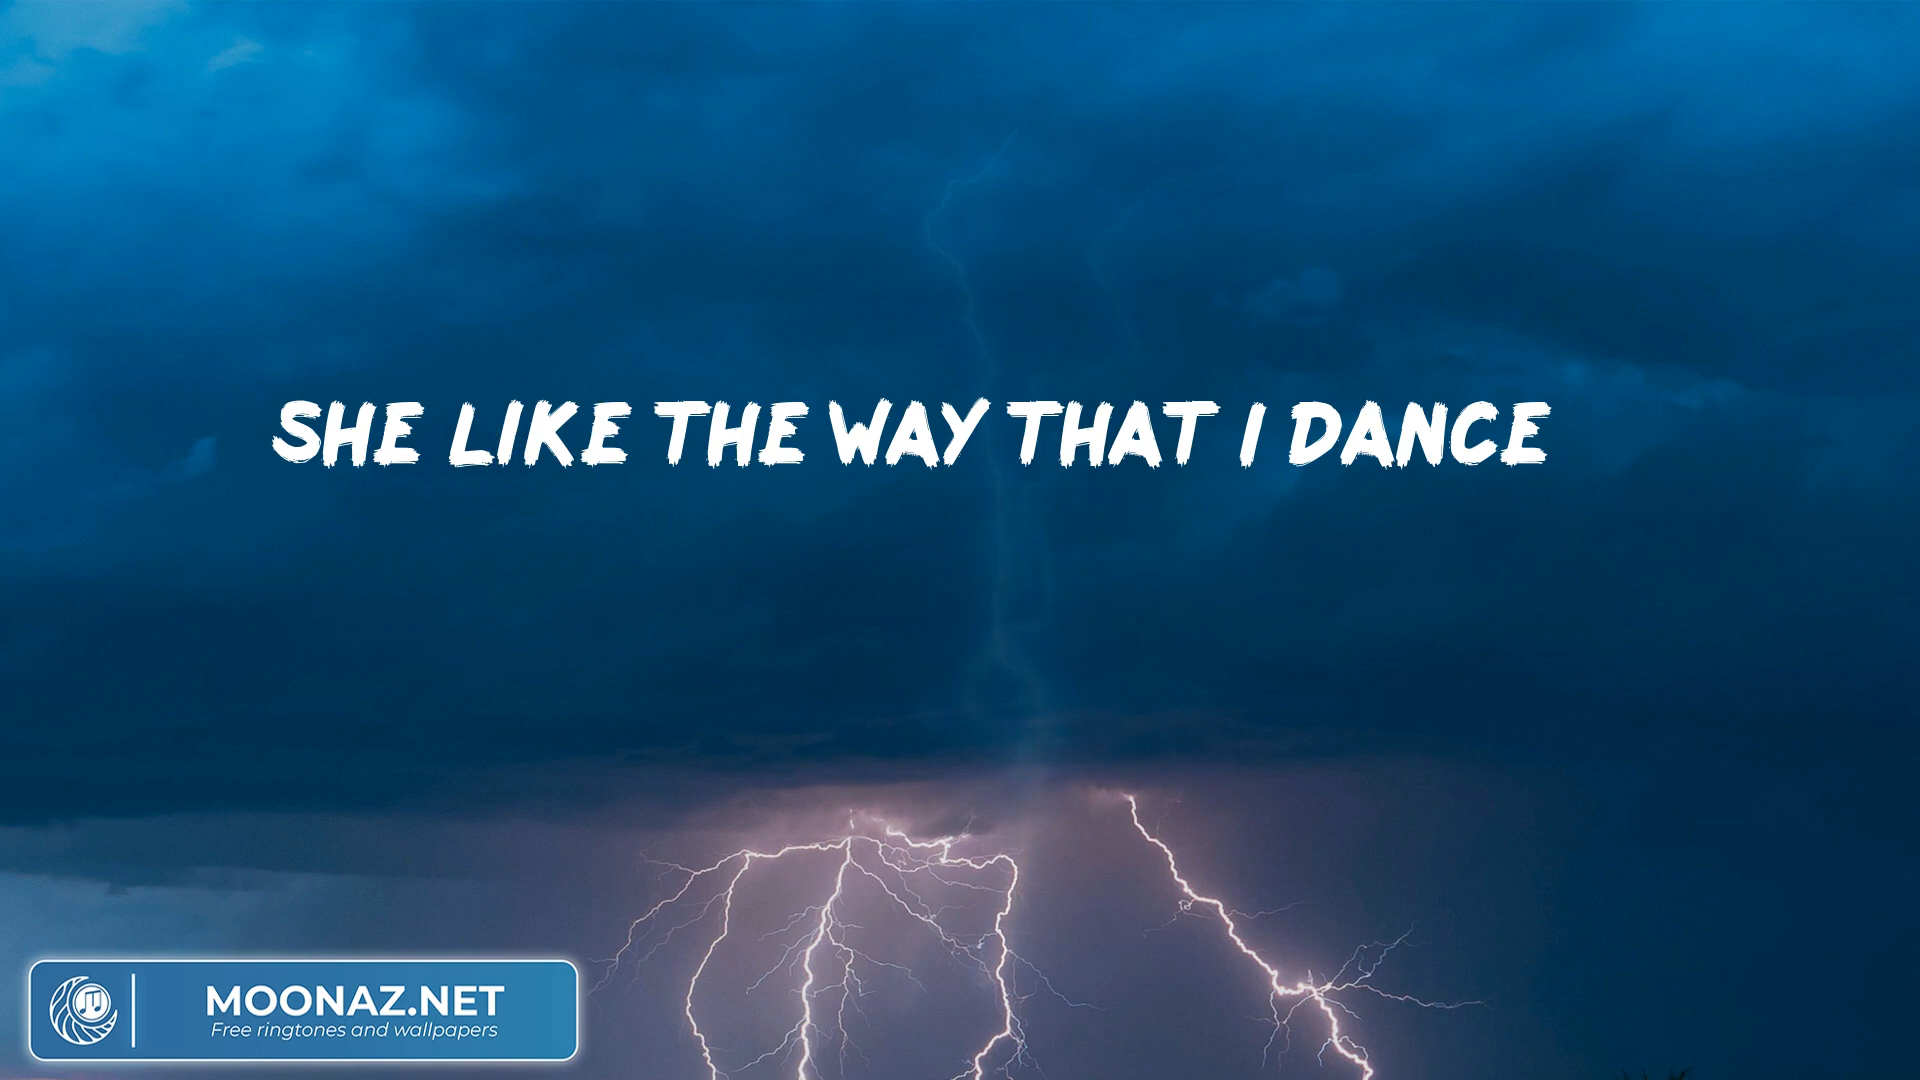 SHE LIKE THE WAY THAT I DANCE
MOONAZ.NET
Free ringtones and wallpapers